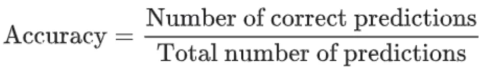 Accuracy = Number of correct predictions / Total number of predictions